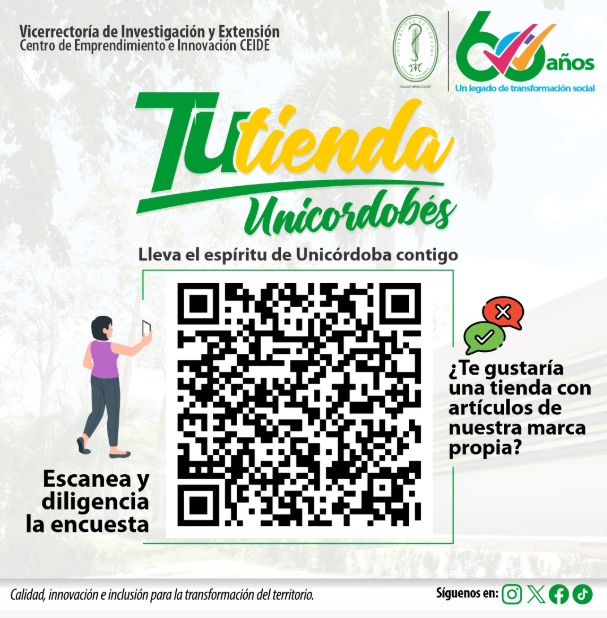 Vicerrectoría de Investigación y Extensión
Centro de Emprendimiento e Innovación CEIDE
60 años
Un legado de transformación social
Tu tienda
Unicordobés
Lleva el espíritu de Unicórdoba contigo
¿Te gustaría
una tienda con
artículos de
nuestra marca
propia?
Escanea y
diligencia
la encuesta
Calidad, innovación e inclusión para la transformación del territorio.
Síguenos en: